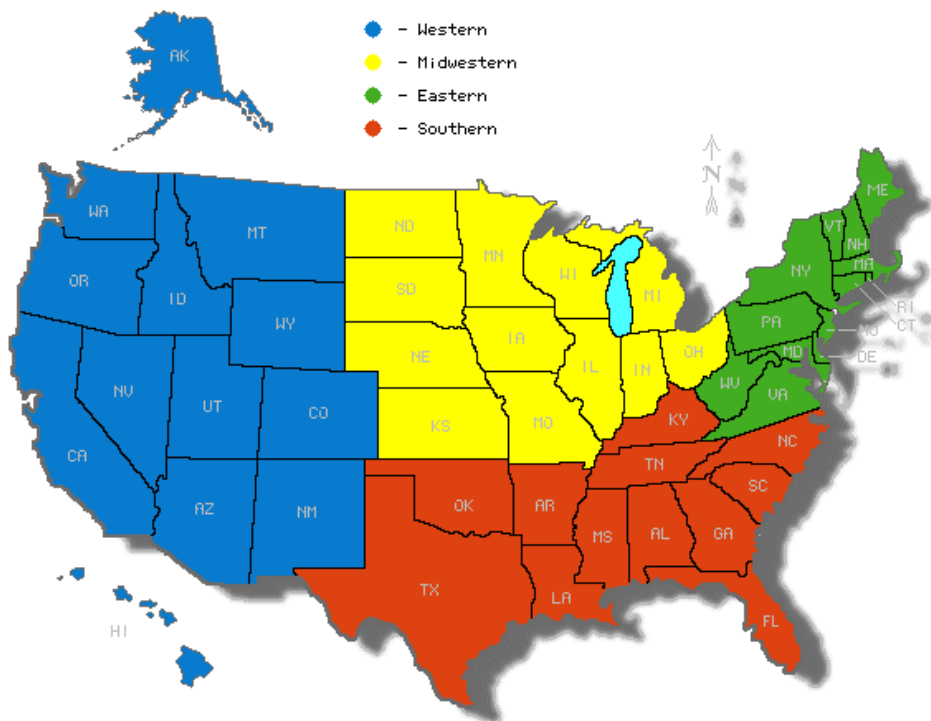 AK
- Western
- Midwestern
- Eastern
- Southern
N
WA
MT
ND
MN
ME
VT
NH
OR
ID
SD
WI
MI
NY
MA
WY
RI
CT
NE
IA
PA
NJ
NV
UT
CO
IL
IN
OH
MD
DE
WV
VA
CA
KS
MO
KY
NC
TN
AZ
NM
OK
AR
SC
MS
AL
GA
TX
LA
FL
HI